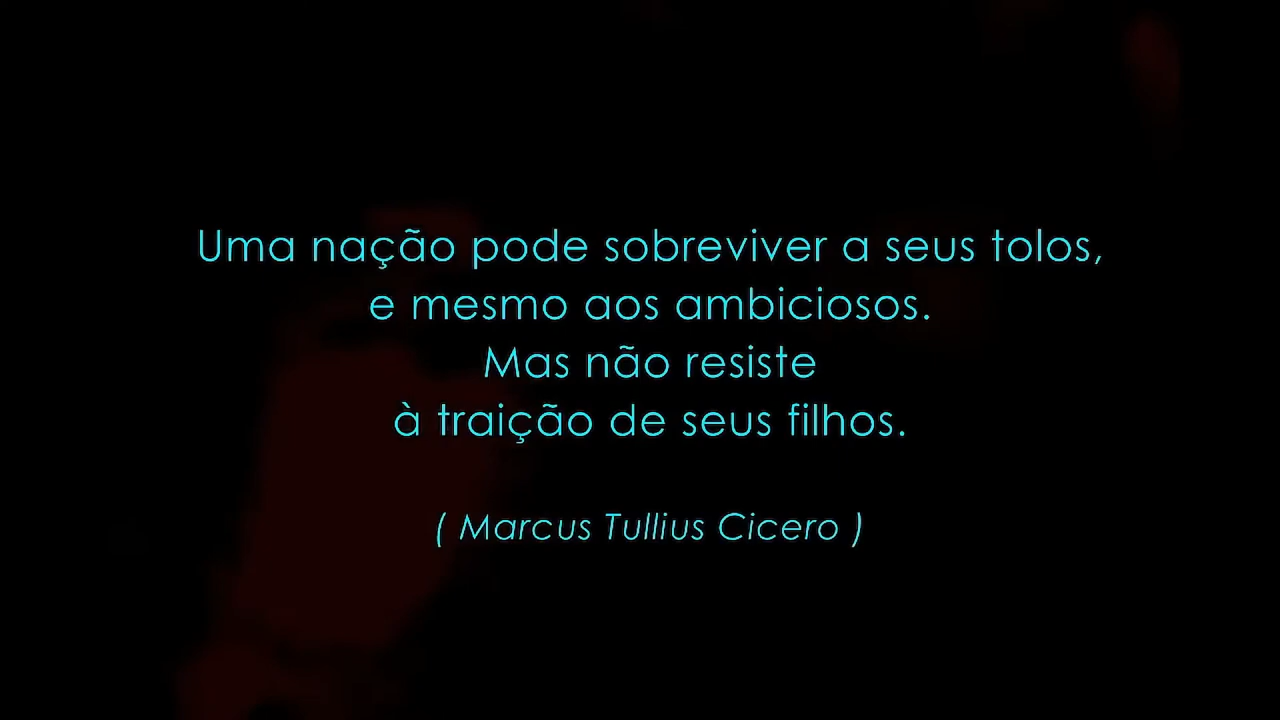 Uma nação pode sobreviver a seus tolos,
e mesmo aos ambiciosos.
Mas não resiste
à traição de seus filhos.
( Marcus Tullius Cicero )